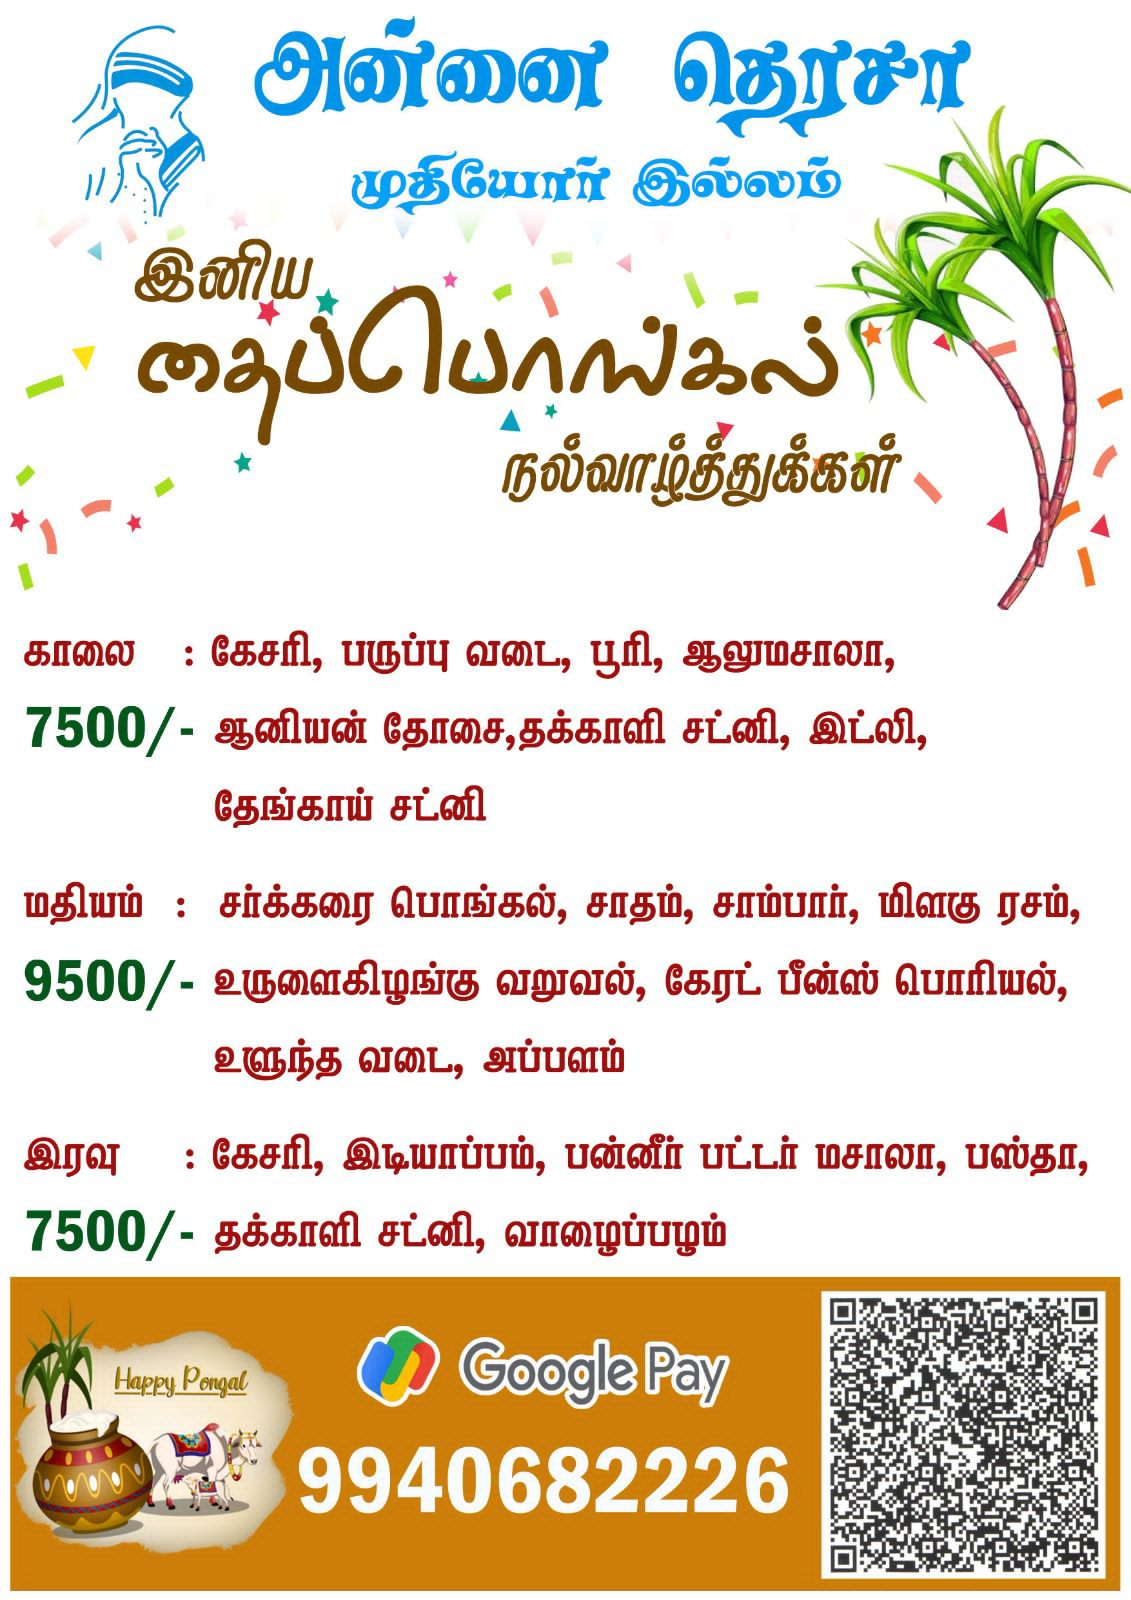 அன்னை தெரசா
முதியோர் இல்லம்
இனிய
தைப்பொங்கல்
நல்வாழ்த்துக்கள்
காலை : கேசரி, பருப்பு வடை, பூரி, ஆலுமசாலா,
7500/- ஆனியன் தோசை,தக்காளி சட்னி, இட்லி,
தேங்காய் சட்னி
மதியம் : சர்க்கரை பொங்கல், சாதம், சாம்பார், மிளகு ரசம்,
9500/- உருளைகிழங்கு வறுவல், கேரட் பீன்ஸ் பொரியல்,
உளுந்த வடை, அப்பளம்
இரவு : கேசரி, இடியாப்பம், பன்னீர் பட்டர் மசாலா, பஸ்தா,
7500/- தக்காளி சட்னி, வாழைப்பழம்
Happy Pongal
Google Pay
9940682226